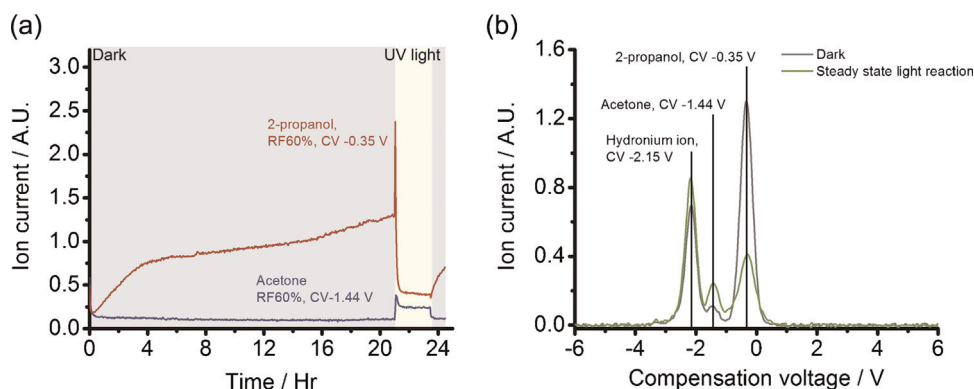 (a)
Dark
UV light
3.0
2.5
2.0
1.5
1.0
0.5
0.0
Ion current / A.U.
2-propanol,
RF60%, CV -0.35 V
Acetone
RF60%, CV-1.44 V
0
4
8
12
16
20
24
Time / Hr
(b)
1.6
1.2
0.8
0.4
0.0
Ion current / A.U.
2-propanol, CV -0.35 V
Acetone, CV -1.44 V
Hydronium ion,
CV -2.15 V
Dark
Steady state light reaction
-6
-4
-2
0
2
4
6
Compensation voltage / V